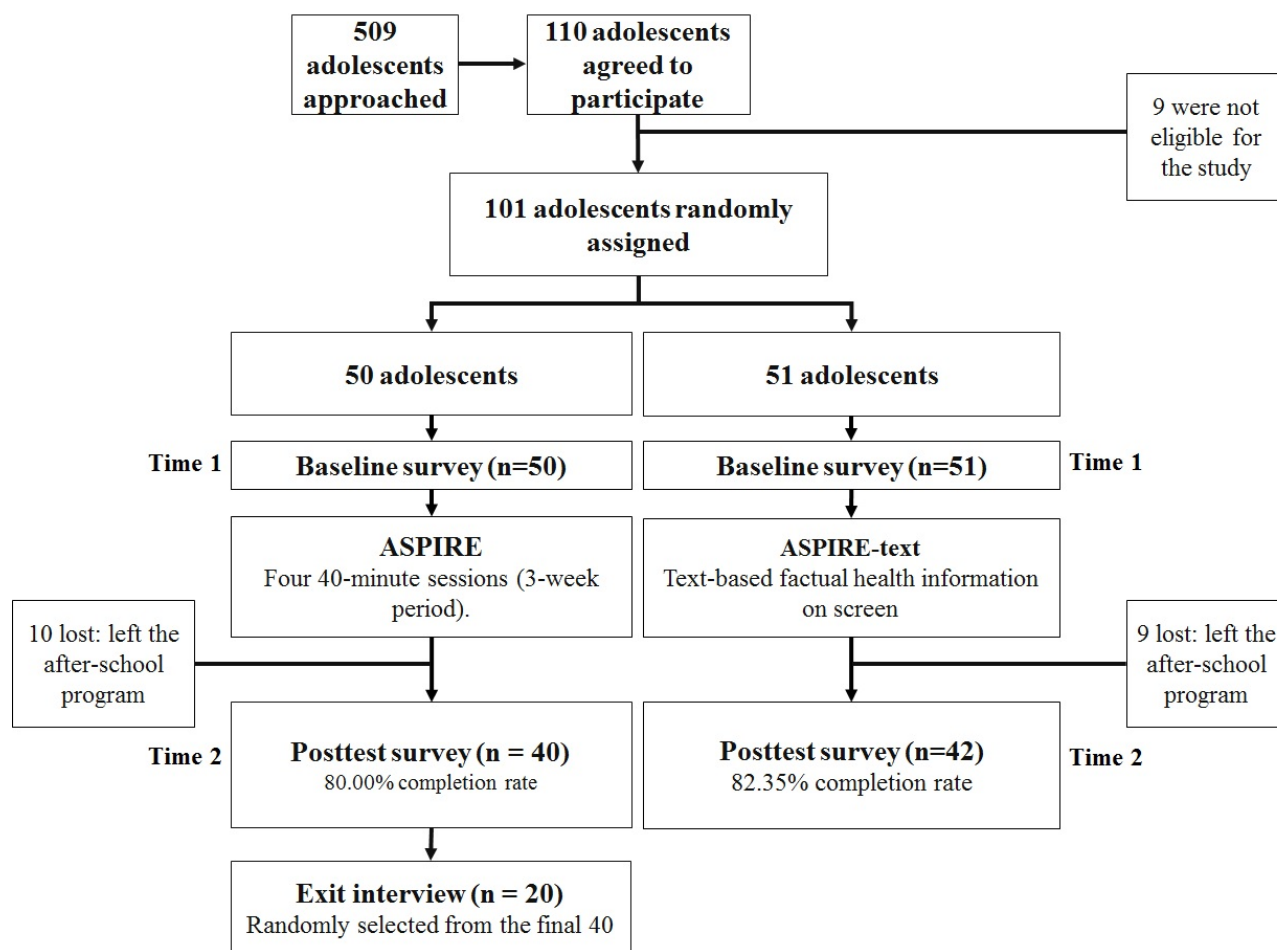 509
adolescents
approached
110 adolescents
agreed to
participate
9 were not
eligible for
the study
101 adolescents randomly
assigned
50 adolescents
51 adolescents
Time 1
Baseline survey (n=50)
Baseline survey (n=51)
Time 1
ASPIRE
Four 40-minute sessions (3-week
period).
ASPIRE-text
Text-based factual health information
on screen
10 lost: left the
after-school
program
9 lost: left the
after-school
program
Time 2
Posttest survey (n = 40)
80.00% completion rate
Posttest survey (n=42)
82.35% completion rate
Time 2
Exit interview (n = 20)
Randomly selected from the final 40